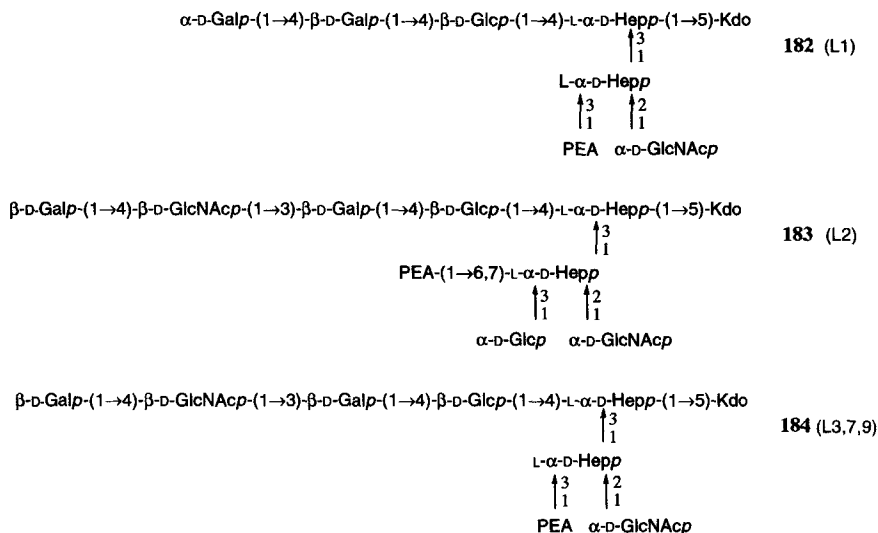 α-D-Galp-(1→4)-β-D-Galp-(1→4)-β-D-Glcp-(1→4)-L-α-D-Hepp-(1→5)-Kdo
3
182 (L1)
1
L-α-D-Hepp
3 2
1 1
PEA α-D-GlcNAcp
β-D-Galp-(1→4)-β-D-GlcNAcp-(1→3)-β-D-Galp-(1→4)-β-D-Glcp-(1→4)-L-α-D-Hepp-(1→5)-Kdo
3
183 (L2)
1
PEA-(1→6,7)-L-α-D-Hepp
3 2
1 1
α-D-Glcp α-D-GlcNAcp
β-D-Galp-(1→4)-β-D-GlcNAcp-(1→3)-β-D-Galp-(1→4)-β-D-Glcp-(1→4)-L-α-D-Hepp-(1→5)-Kdo
3
184 (L3,7,9)
1
L-α-D-Hepp
3 2
1 1
PEA α-D-GlcNAcp